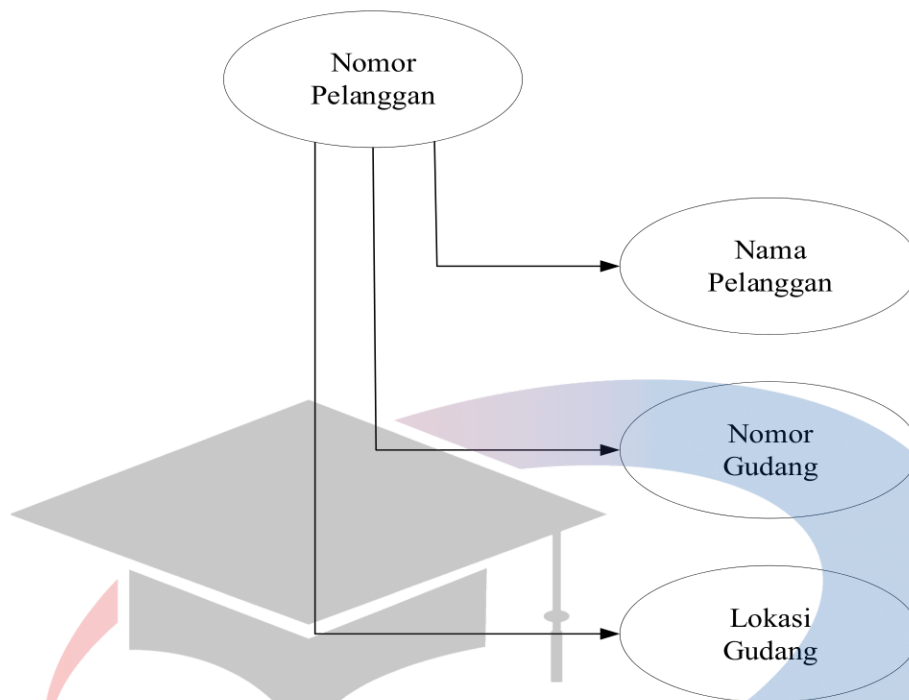 Nomor
Pelanggan
Nama
Pelanggan
Nomor
Gudang
Lokasi
Gudang